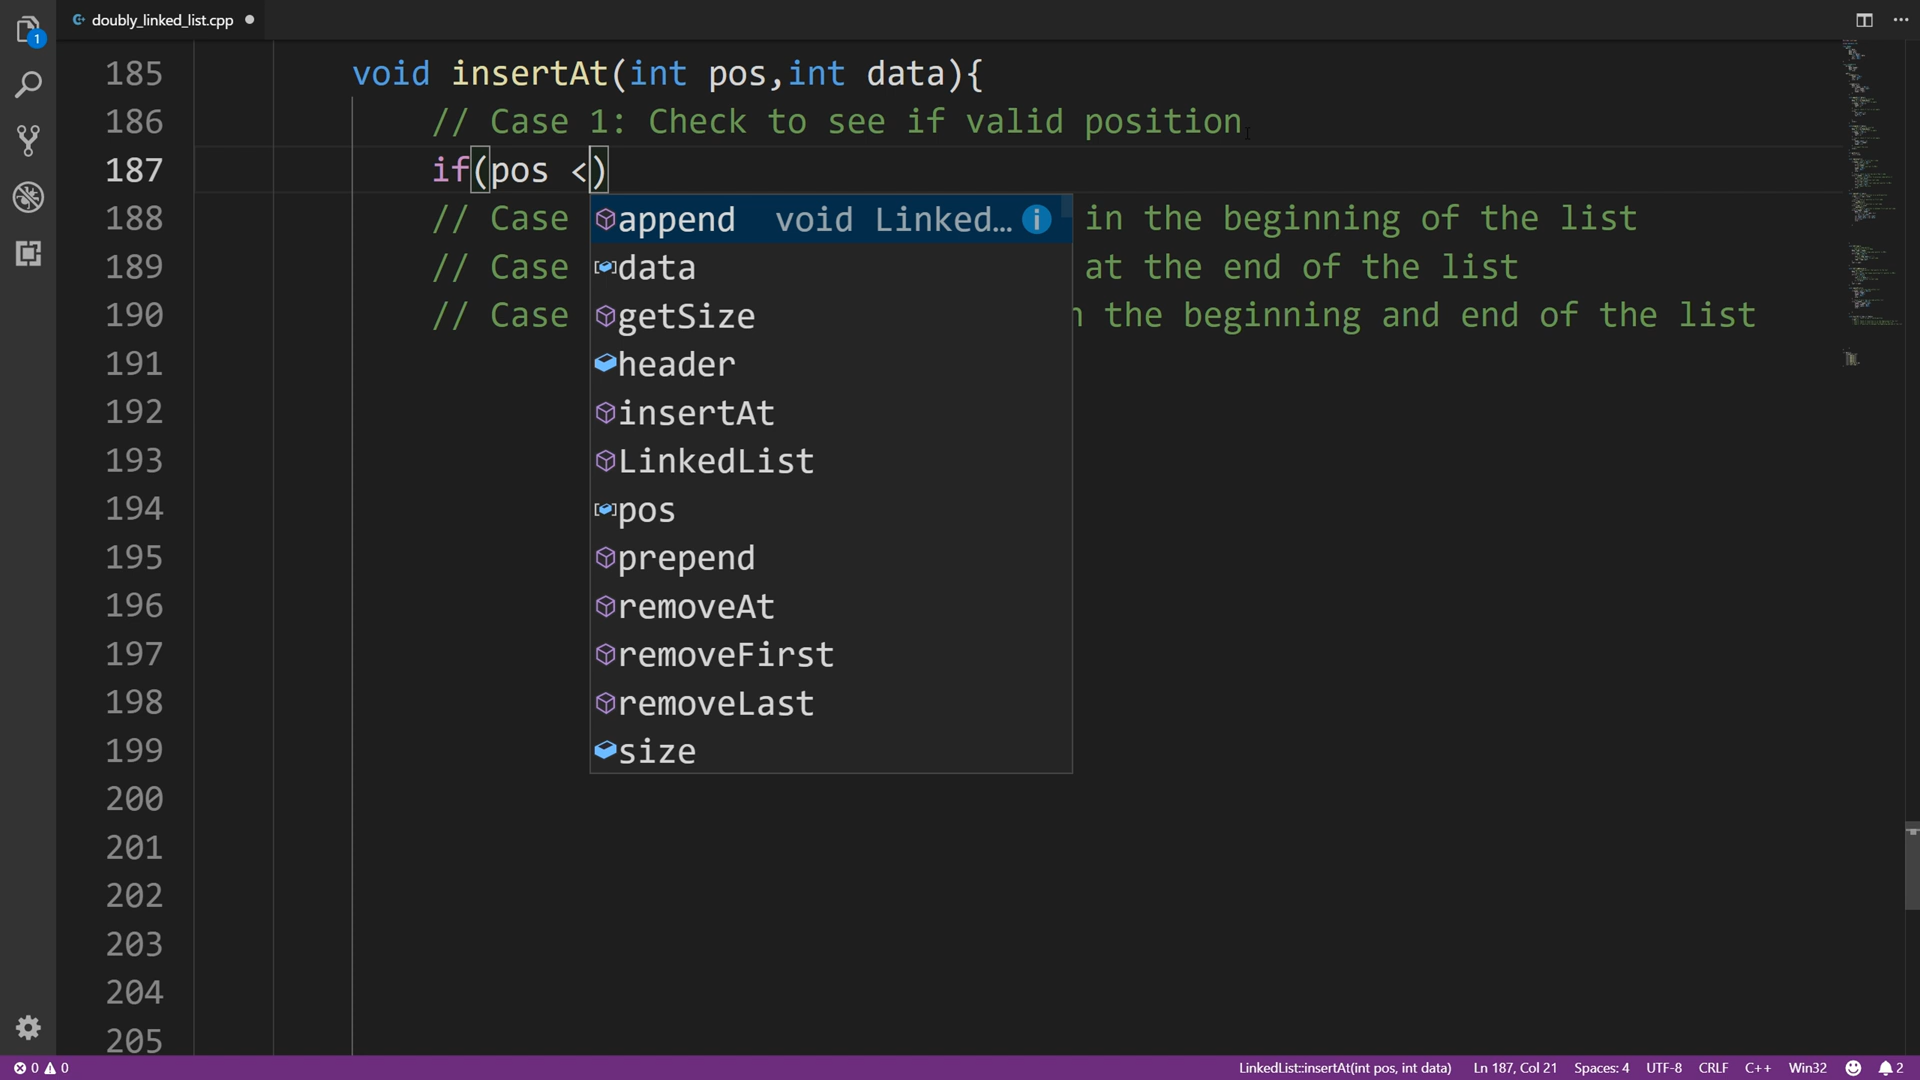 1
doubly_linked_list.cpp
185 void insertAt(int pos,int data){
186 // Case 1: Check to see if valid position
187 if(pos <)
188 // Case in the beginning of the list
189 // Case at the end of the list
190 // Case the beginning and end of the list
append void Linked…
data
getSize
header
insertAt
LinkedList
pos
prepend
removeAt
removeFirst
removeLast
size
191
192
193
194
195
196
197
198
199
200
201
202
203
204
205
0 0 LinkedList::insertAt(int pos, int data) Ln 187, Col 21 Spaces: 4 UTF-8 CRLF C++ Win32 2